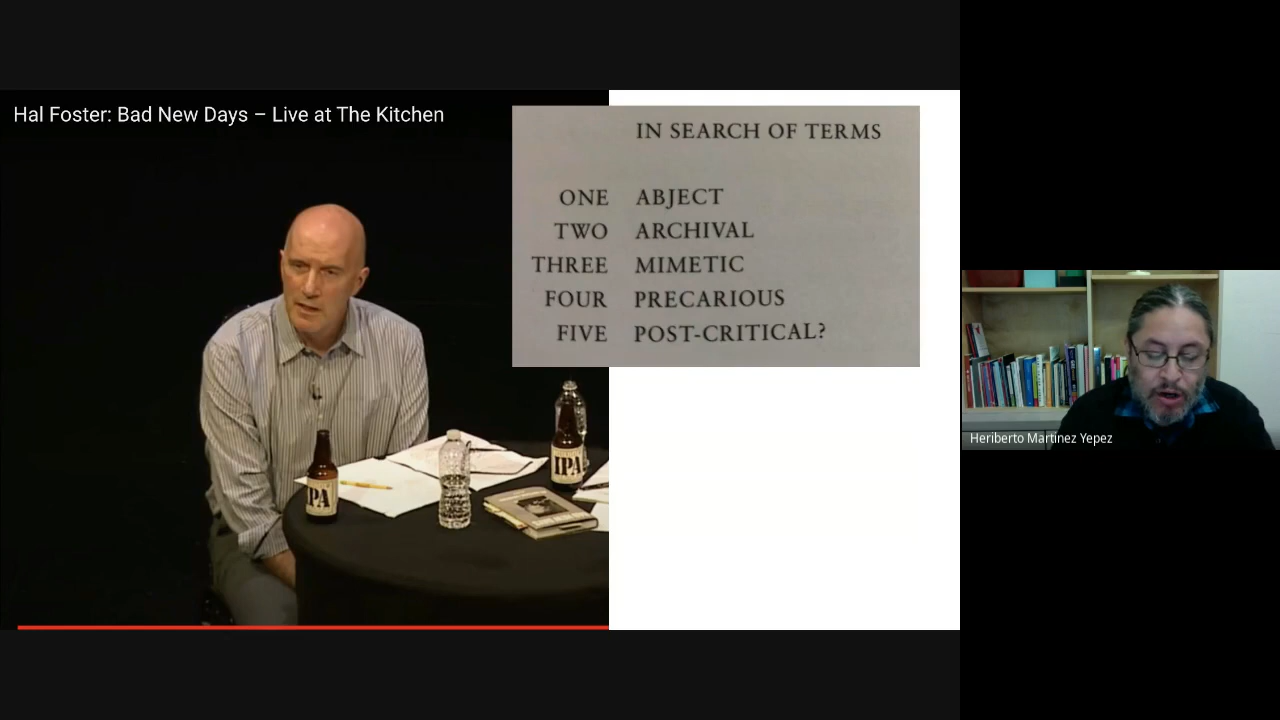 Hal Foster: Bad New Days – Live at The Kitchen
IN SEARCH OF TERMS
ONE ABJECT
TWO ARCHIVAL
THREE MIMETIC
FOUR PRECARIOUS
FIVE POST-CRITICAL?
IPA
PA
Heriberto Martinez Yepez